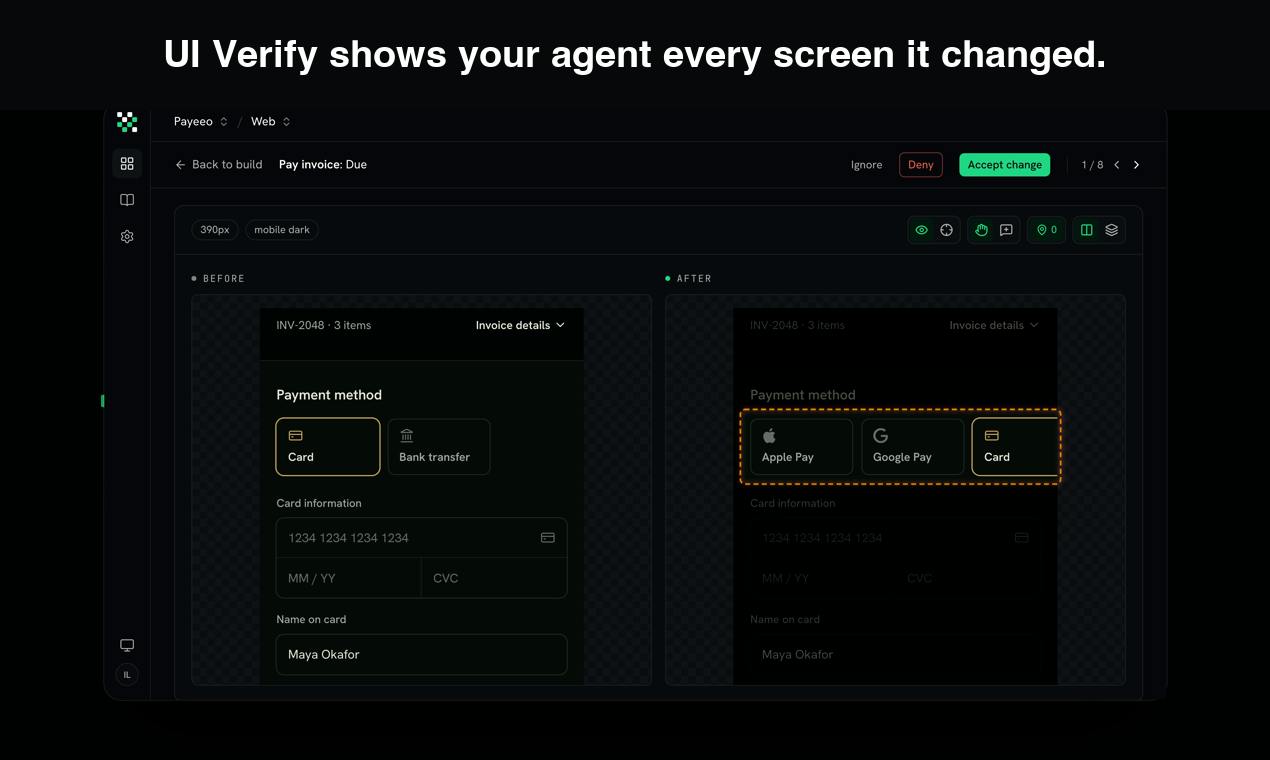 UI Verify shows your agent every screen it changed.
Payeeo / Web
Back to build Pay invoice: Due Ignore Deny Accept change 1 / 8
390px mobile dark 0
BEFORE
INV-2048 · 3 items Invoice details
Payment method
Card Bank transfer
Card information
1234 1234 1234 1234
MM / YY CVC
Name on card
Maya Okafor
AFTER
INV-2048 · 3 items Invoice details
Payment method
Apple Pay Google Pay Card
Card information
1234 1234 1234 1234
MM / YY CVC
Name on card
Maya Okafor
IL